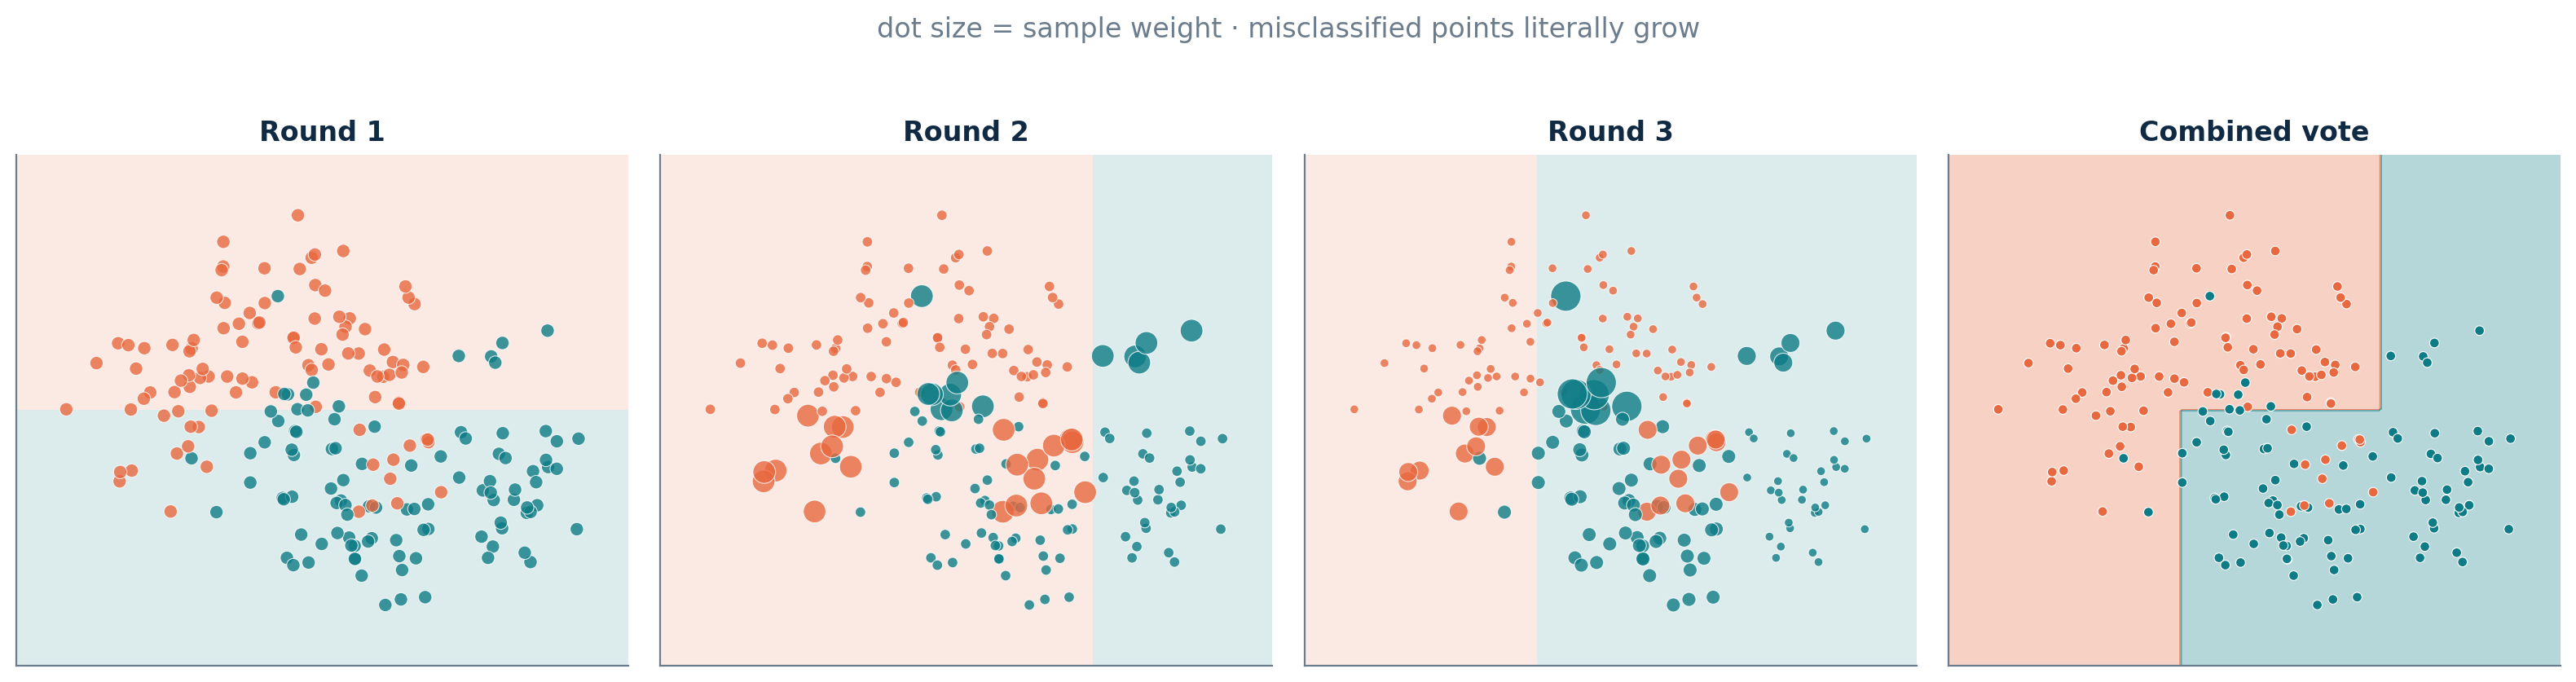 dot size = sample weight · misclassified points literally grow
Round 1
Round 2
Round 3
Combined vote